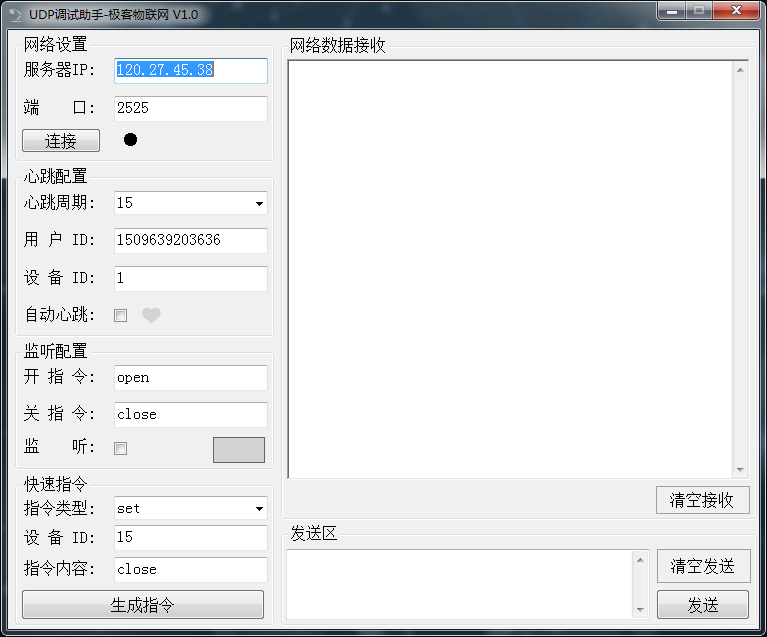 UDP调试助手-极客物联网 V1.0
网络设置
服务器IP: 120.27.45.38
端 口: 2525
连接
心跳配置
心跳周期: 15
用 户 ID: 1509639203636
设 备 ID: 1
自动心跳:
监听配置
开 指 令: open
关 指 令: close
监 听:
快速指令
指令类型: set
设 备 ID: 15
指令内容: close
生成指令
网络数据接收
清空接收
发送区
清空发送
发送